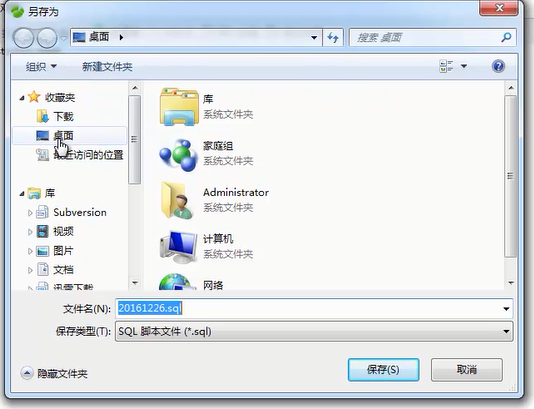 另存为
桌面
搜索 桌面
组织
新建文件夹
收藏夹
下载
桌面
最近访问的位置
库
Subversion
视频
图片
文档
迅雷下载
库
系统文件夹
家庭组
系统文件夹
Administrator
系统文件夹
计算机
系统文件夹
网络
文件名(N):
20161226.sql
保存类型(T):
SQL 脚本文件 (*.sql)
隐藏文件夹
保存(S)
取消